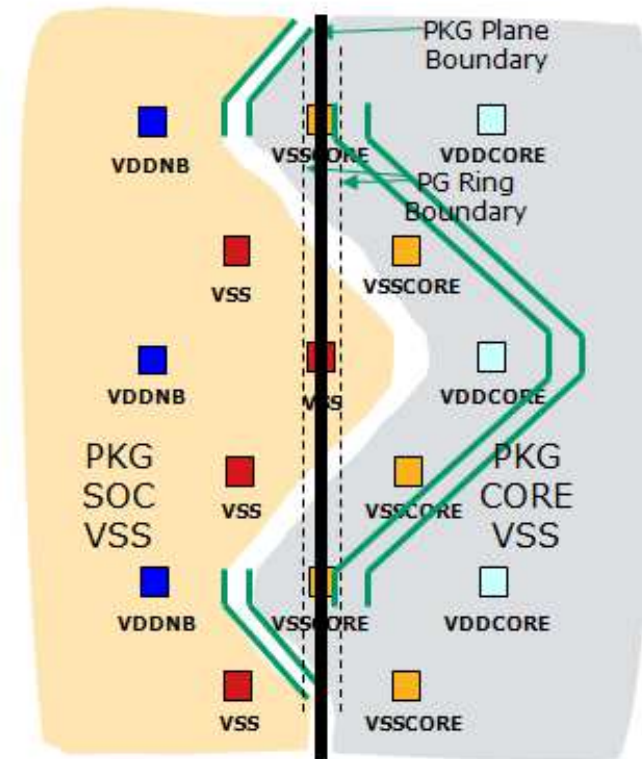 PKG Plane
Boundary
VDDNB
VSSCORE
VDDCORE
PG Ring
Boundary
VSS
VSSCORE
VDDNB
VSS
VDDCORE
PKG
SOC
VSS
PKG
CORE
VSS
VSS
VSSCORE
VDDNB
VSSCORE
VDDCORE
VSS
VSSCORE